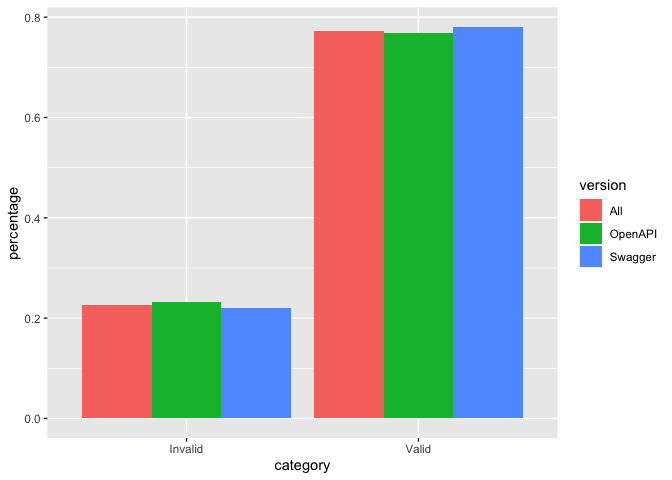 0.8
0.6
0.4
0.2
0.0
percentage
Invalid
Valid
category
version
All
OpenAPI
Swagger